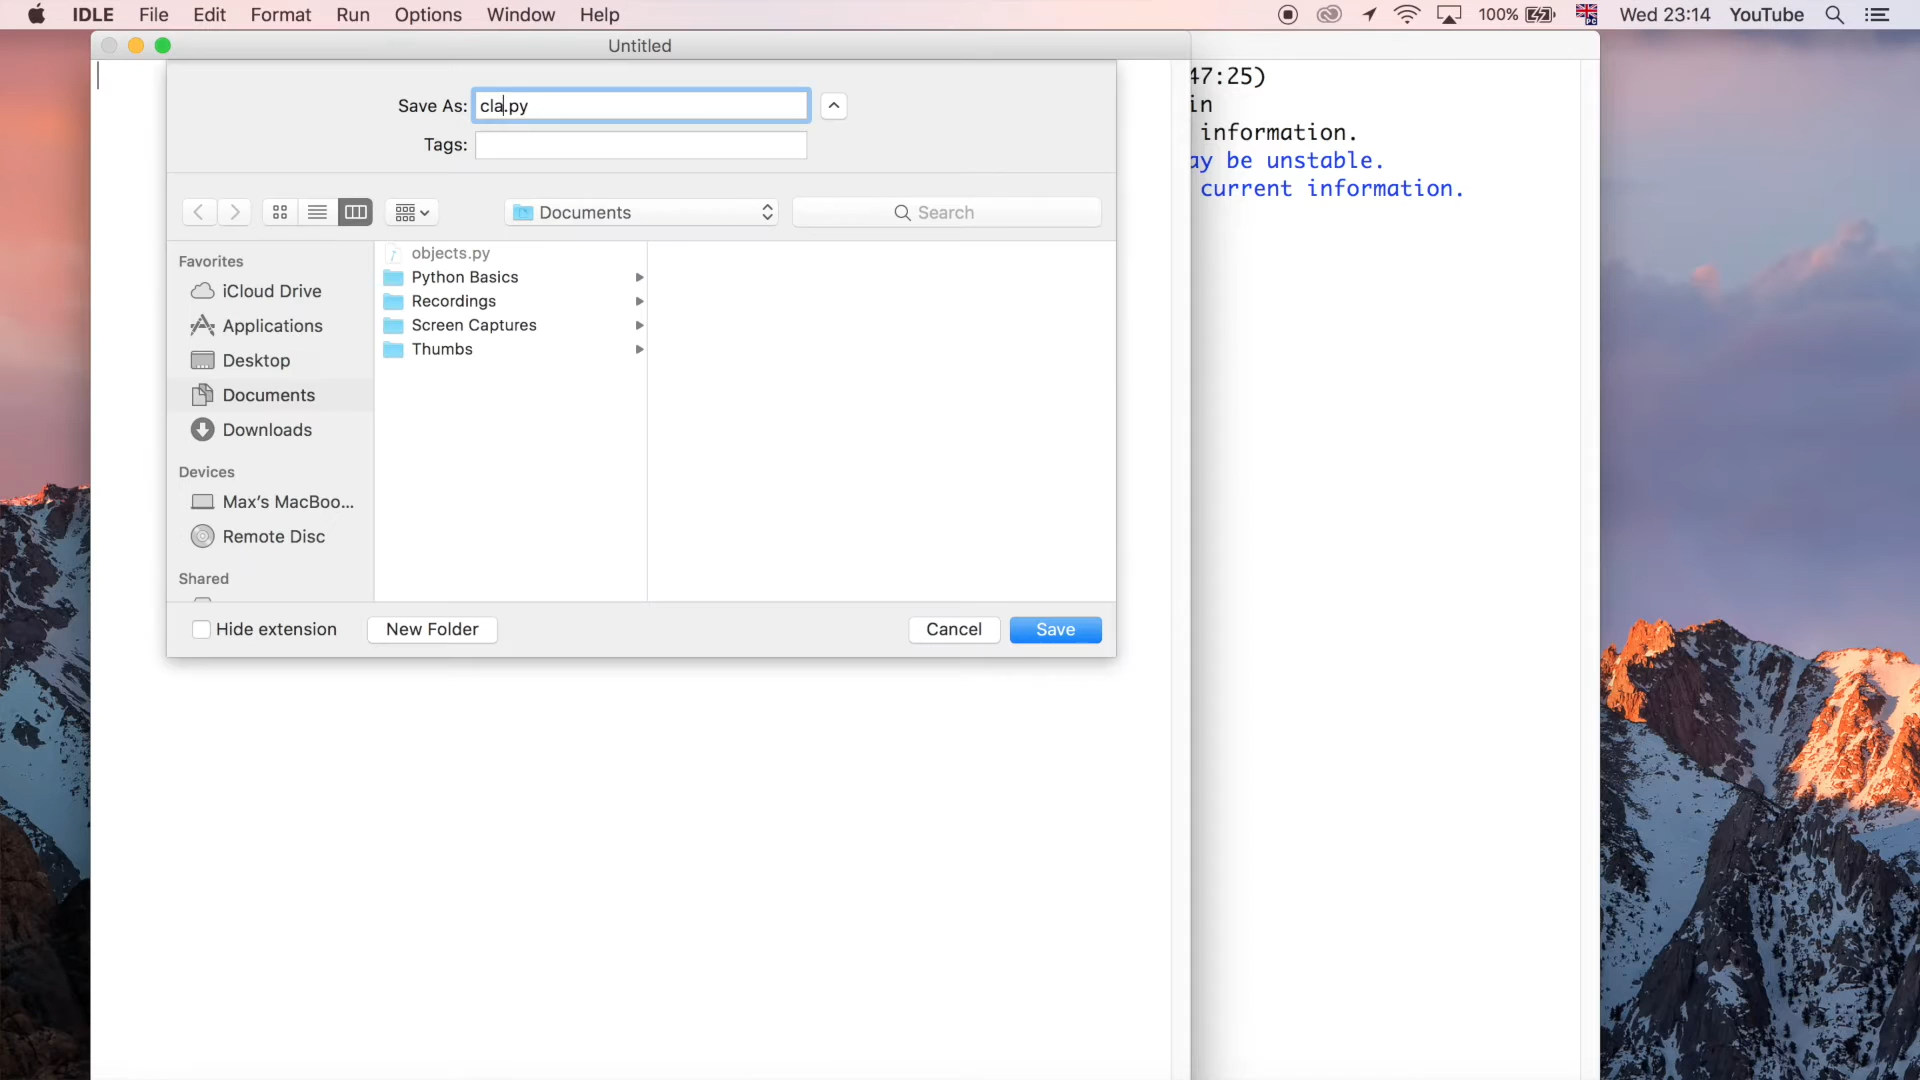 IDLE File Edit Format Run Options Window Help 100% Wed 23:14 YouTube
Untitled
47:25)
in
information.
ay be unstable.
current information.
Save As: cla.py
Tags:
Documents
Search
Favorites
iCloud Drive
Applications
Desktop
Documents
Downloads
Devices
Max's MacBoo...
Remote Disc
Shared
objects.py
Python Basics
Recordings
Screen Captures
Thumbs
Hide extension
New Folder
Cancel
Save